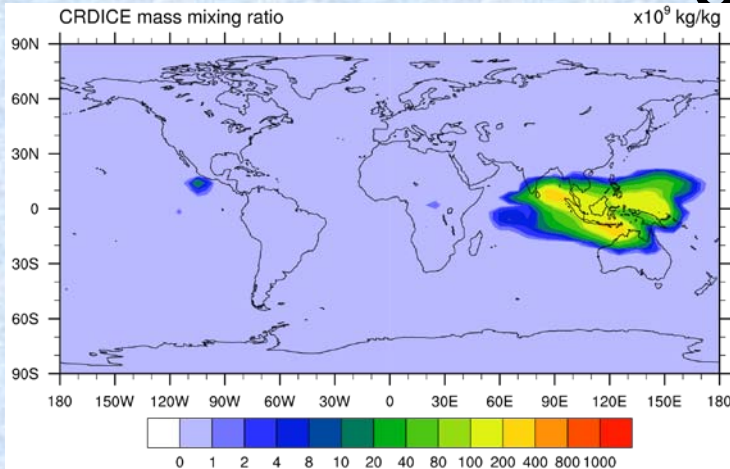 CRDICE mass mixing ratio x10⁹ kg/kg
90N
60N
30N
0
30S
60S
90S
180 150W 120W 90W 60W 30W 0 30E 60E 90E 120E 150E 180
0 1 2 4 8 10 20 40 80 100 200 400 800 1000